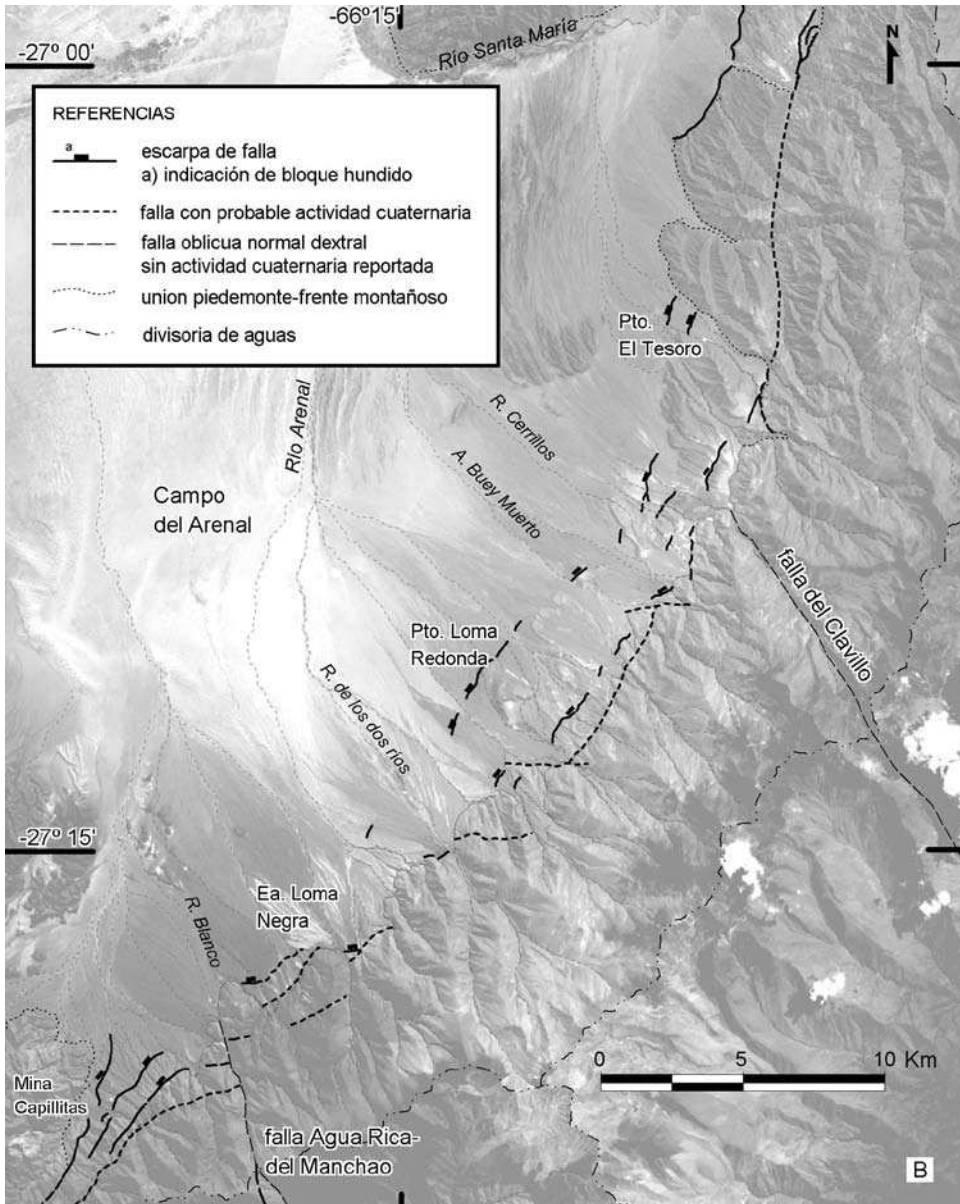 -66º15'
-27º 00'
Río Santa María
N
REFERENCIAS
a
escarpa de falla
a) indicación de bloque hundido
falla con probable actividad cuaternaria
falla oblicua normal dextral
sin actividad cuaternaria reportada
union piedemonte-frente montañoso
divisoria de aguas
Pto.
El Tesoro
Río Arenal
R. Cerrillos
A. Buey Muerto
Campo
del Arenal
falla del Clavillo
Pto. Loma
Redonda
R. de los dos ríos
-27º 15'
Ea. Loma
Negra
R. Blanco
0 5 10 Km
Mina
Capillitas
falla Agua Rica-
del Manchao
B